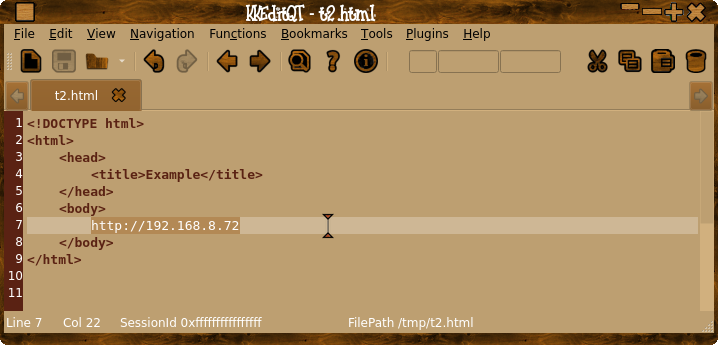 KKEditQT - t2.html
File Edit View Navigation Functions Bookmarks Tools Plugins Help
t2.html
1 <!DOCTYPE html>
2 <html>
3 <head>
4 <title>Example</title>
5 </head>
6 <body>
7 http://192.168.8.72
8 </body>
9 </html>
10
11
Line 7 Col 22 SessionId 0xffffffffffffffff FilePath /tmp/t2.html